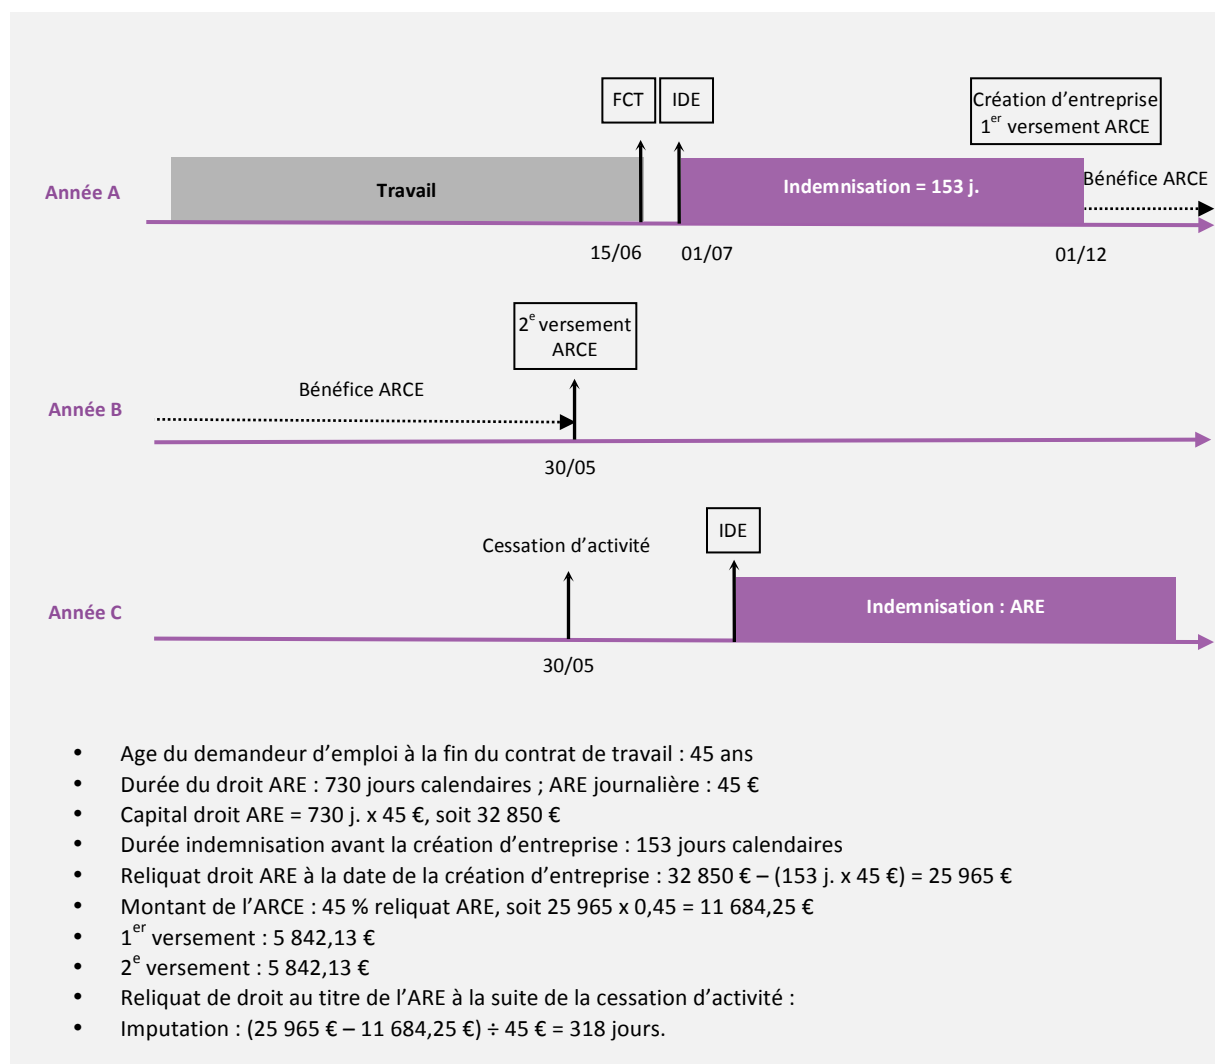 FCT IDE
Création d’entreprise
1er versement ARCE
Année A
Travail
Indemnisation = 153 j.
Bénéfice ARCE
15/06 01/07 01/12
2e versement
ARCE
Bénéfice ARCE
Année B
30/05
Cessation d’activité
IDE
Année C
Indemnisation : ARE
30/05
• Age du demandeur d’emploi à la fin du contrat de travail : 45 ans
• Durée du droit ARE : 730 jours calendaires ; ARE journalière : 45 €
• Capital droit ARE = 730 j. x 45 €, soit 32 850 €
• Durée indemnisation avant la création d’entreprise : 153 jours calendaires
• Reliquat droit ARE à la date de la création d’entreprise : 32 850 € – (153 j. x 45 €) = 25 965 €
• Montant de l’ARCE : 45 % reliquat ARE, soit 25 965 x 0,45 = 11 684,25 €
• 1er versement : 5 842,13 €
• 2e versement : 5 842,13 €
• Reliquat de droit au titre de l’ARE à la suite de la cessation d’activité :
• Imputation : (25 965 € – 11 684,25 €) ÷ 45 € = 318 jours.